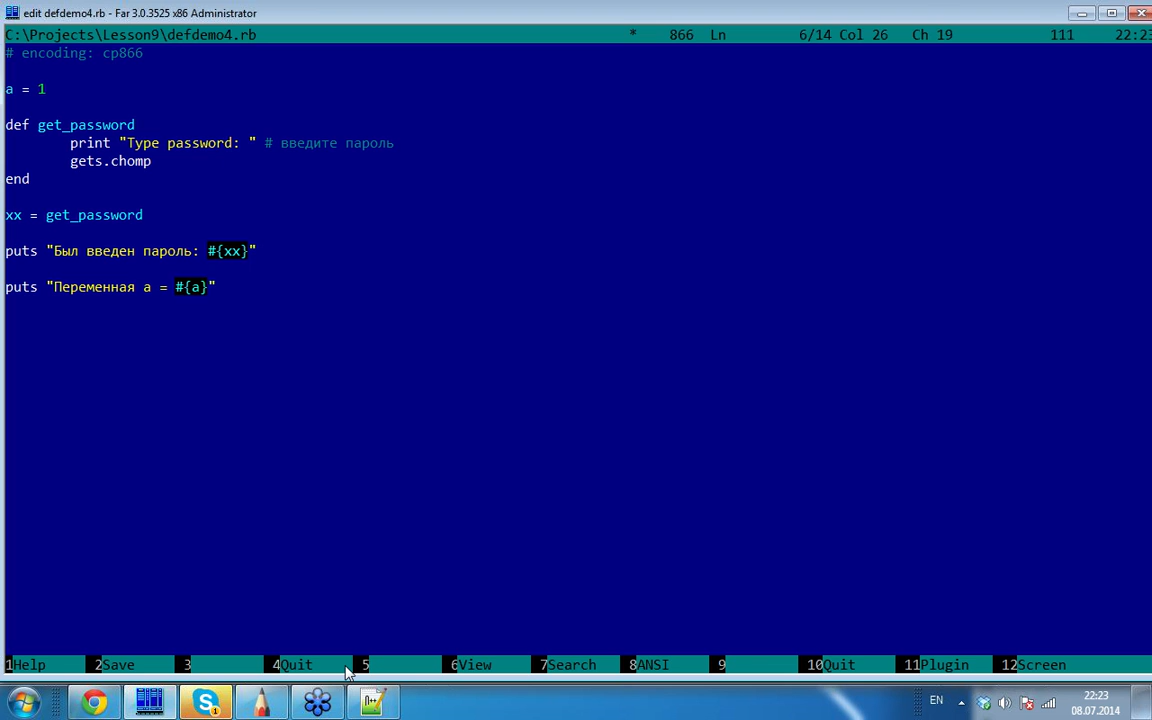 edit defdemo4.rb - Far 3.0.3525 x86 Administrator
C:\Projects\Lesson9\defdemo4.rb * 866 Ln 6/14 Col 26 Ch 19 111 22:23
# encoding: cp866
a = 1
def get_password
print "Type password: " # введите пароль
gets.chomp
end
xx = get_password
puts "Был введен пароль: #{xx}"
puts "Переменная a = #{a}"
1Help 2Save 3 4Quit 5 6View 7Search 8ANSI 9 10Quit 11Plugin 12Screen
EN 22:23
08.07.2014